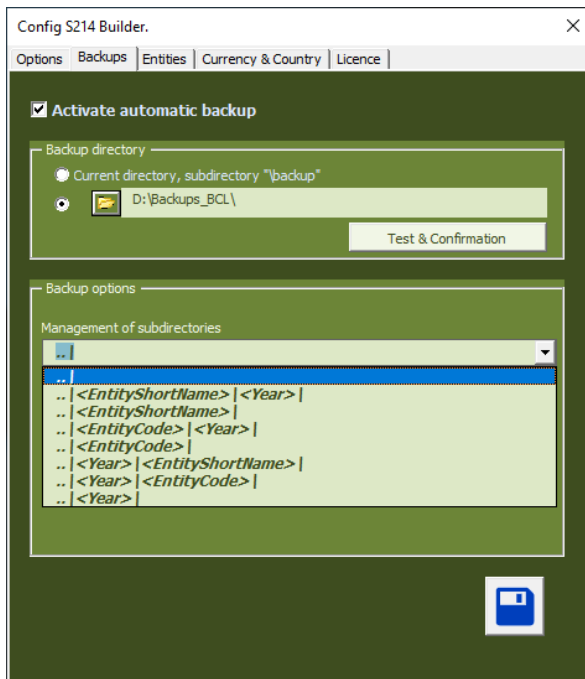 Config S214 Builder.
Options Backups Entities Currency & Country Licence
Activate automatic backup
Backup directory
Current directory, subdirectory "\backup"
D:\Backups_BCL\
Test & Confirmation
Backup options
Management of subdirectories
..|
..|
..|<EntityShortName>|<Year>|
..|<EntityShortName>|
..|<EntityCode>|<Year>|
..|<EntityCode>|
..|<Year>|<EntityShortName>|
..|<Year>|<EntityCode>|
..|<Year>|